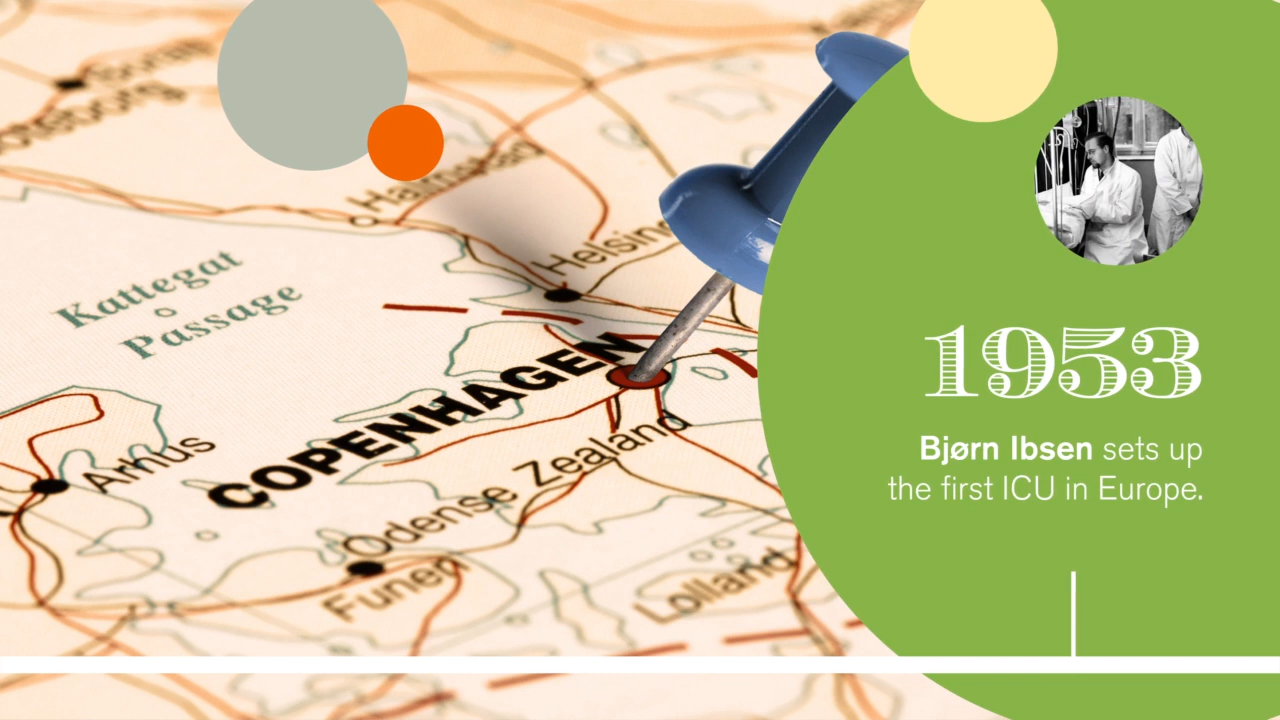 Halmstad
Helsin
Kattegat
Passage
COPENHAGEN
Arhus
Zealand
Odense
Funen
Lolland
1953
Bjørn Ibsen sets up
the first ICU in Europe.